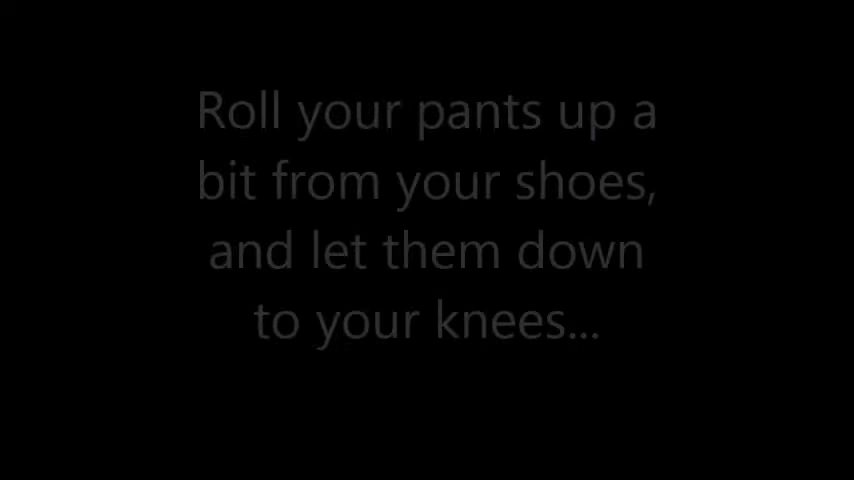 Roll your pants up a
bit from your shoes,
and let them down
to your knees...